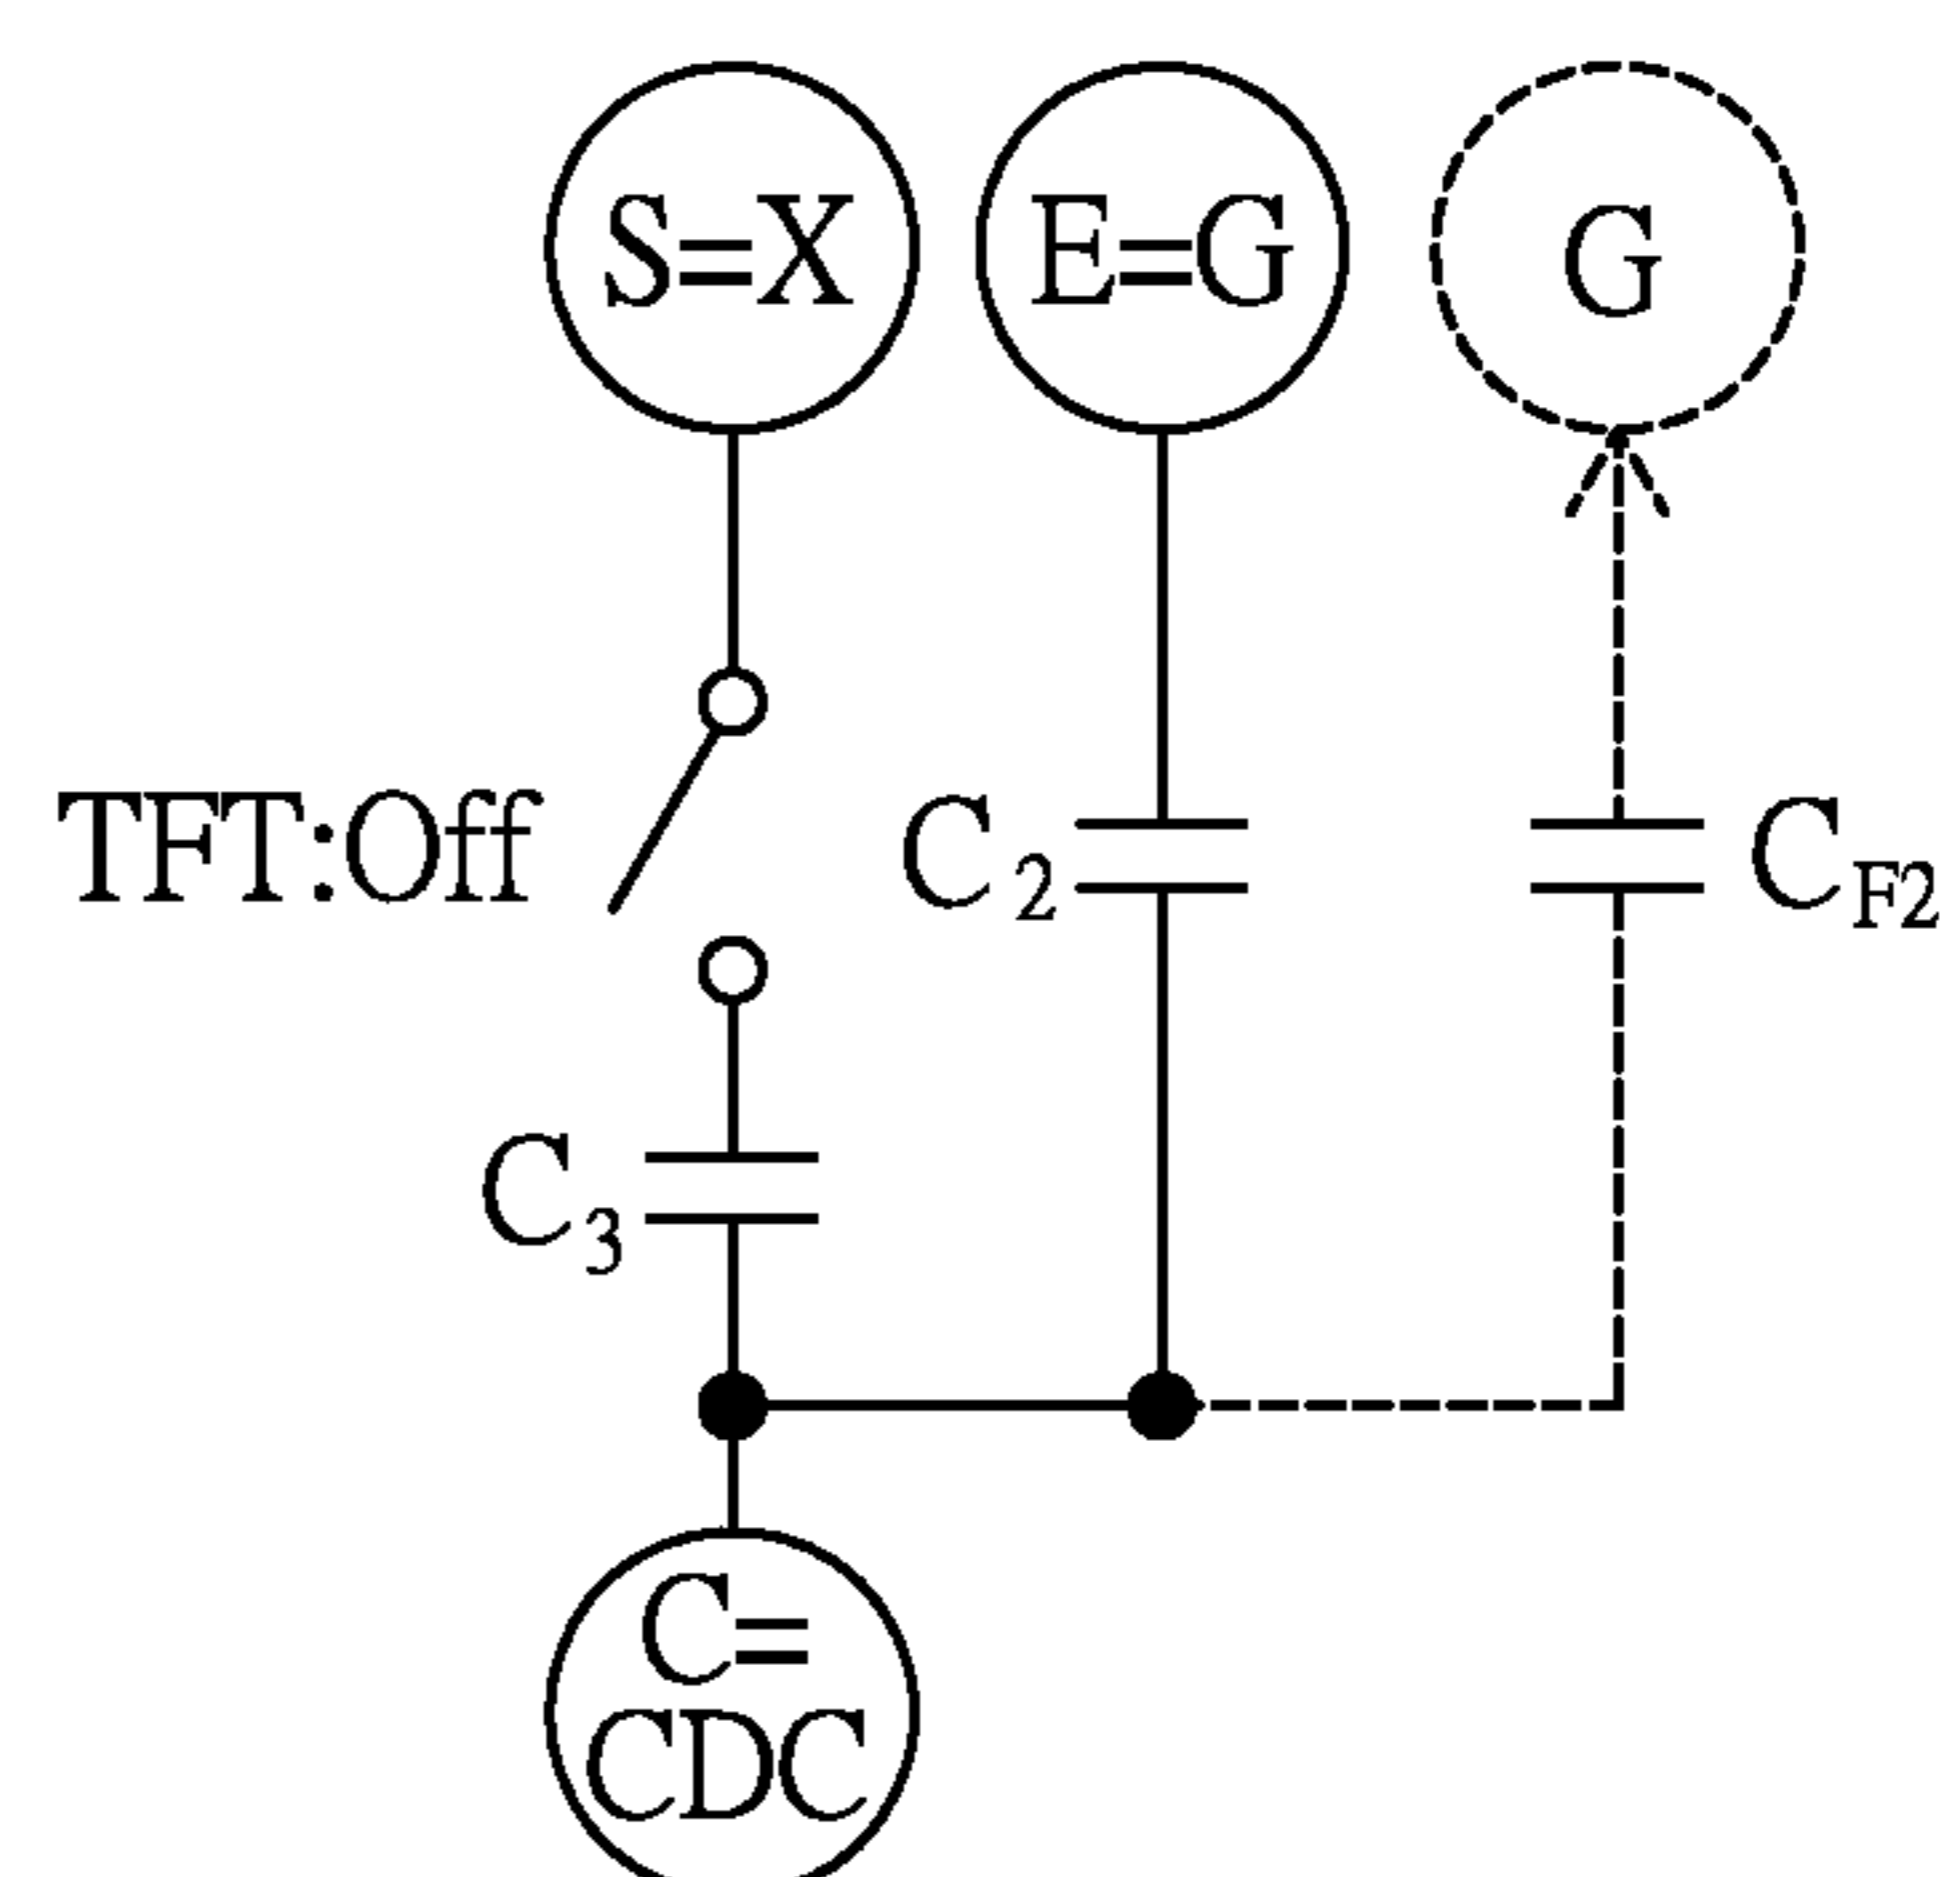 S=X
E=G
G
TFT:Off
C2
CF2
C3
C=
CDC